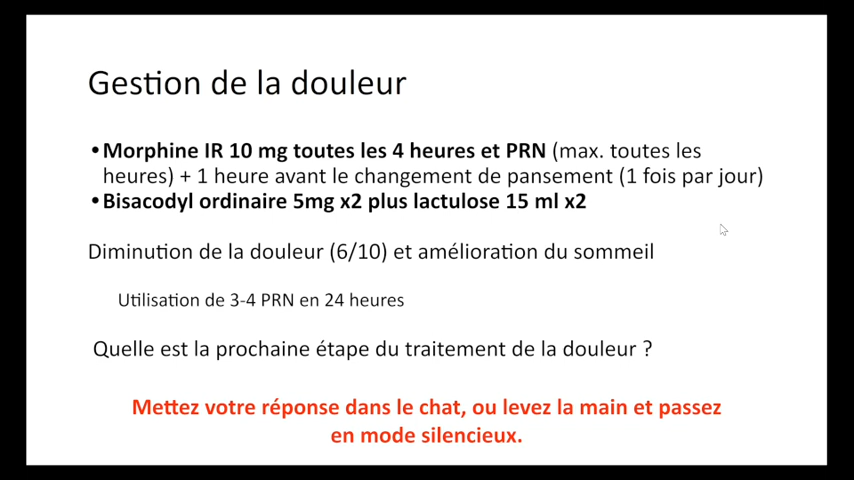 Gestion de la douleur
•Morphine IR 10 mg toutes les 4 heures et PRN (max. toutes les
heures) + 1 heure avant le changement de pansement (1 fois par jour)
•Bisacodyl ordinaire 5mg x2 plus lactulose 15 ml x2
Diminution de la douleur (6/10) et amélioration du sommeil
Utilisation de 3-4 PRN en 24 heures
Quelle est la prochaine étape du traitement de la douleur ?
Mettez votre réponse dans le chat, ou levez la main et passez
en mode silencieux.